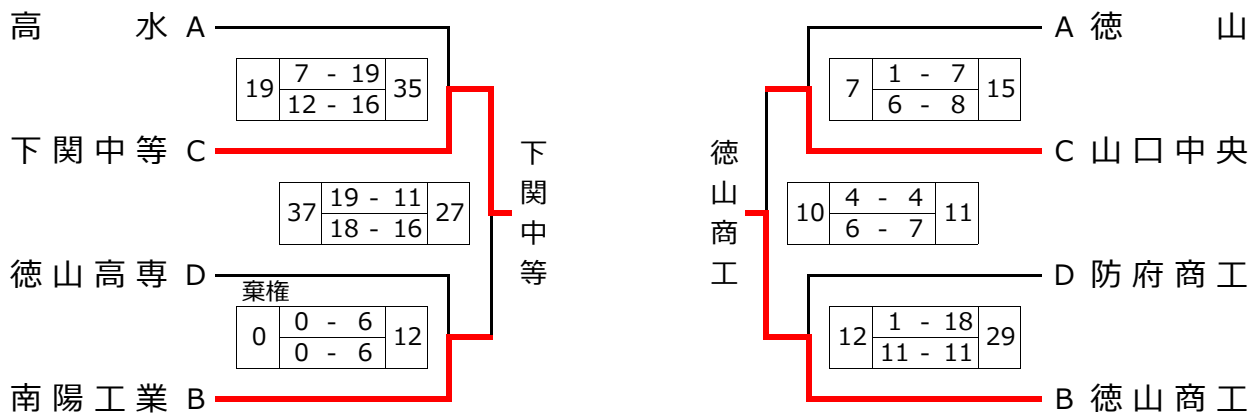 高水 A
19 7 - 19 35
12 - 16
下関中等 C
37 19 - 11 27
18 - 16
下関中等
徳山高専 D
棄権
0 0 - 6 12
0 - 6
南陽工業 B
A 徳山
7 1 - 7 15
6 - 8
C 山口中央
徳山商工
10 4 - 4 11
6 - 7
D 防府商工
12 1 - 18 29
11 - 11
B 徳山商工